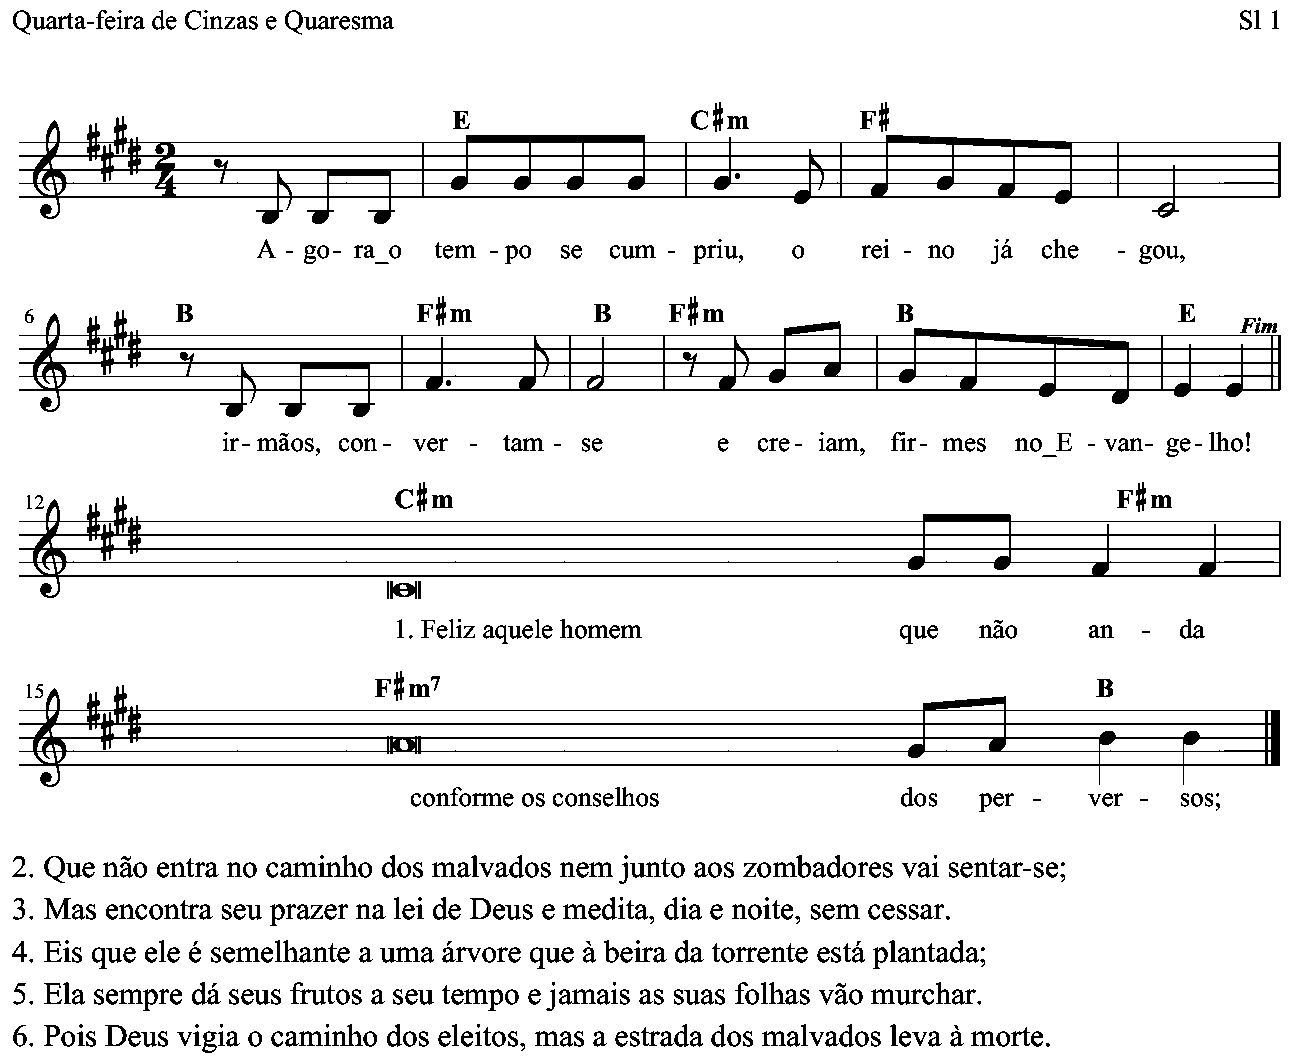 Quarta-feira de Cinzas e Quaresma Sl 1
E C♯m F♯
2/4
A - go - ra_o tem - po se cum - priu, o rei - no já che - gou,
6 B F♯m B F♯m B E Fim
ir - mãos, con - ver - tam - se e cre - iam, fir - mes no_E - van - ge - lho!
12 C♯m F♯m
1. Feliz aquele homem que não an - da
15 F♯m7 B
conforme os conselhos dos per - ver - sos;
2. Que não entra no caminho dos malvados nem junto aos zombadores vai sentar-se;
3. Mas encontra seu prazer na lei de Deus e medita, dia e noite, sem cessar.
4. Eis que ele é semelhante a uma árvore que à beira da torrente está plantada;
5. Ela sempre dá seus frutos a seu tempo e jamais as suas folhas vão murchar.
6. Pois Deus vigia o caminho dos eleitos, mas a estrada dos malvados leva à morte.